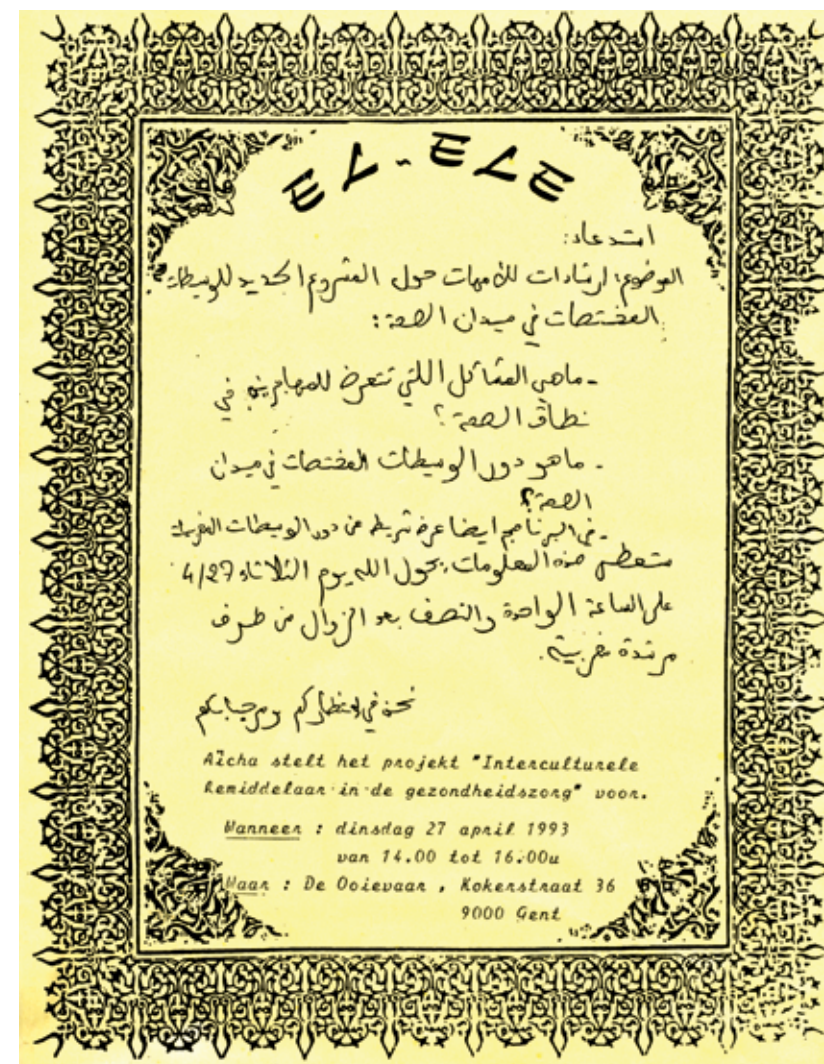 EL-ELE
استدعاء:
الموضوع: ارشادات للأمهات حول المشروع الجديد للوسيطات
المختصات في ميدان الصحة:
- ماهي المشاكل اللتي تتعرض للمهاجرين في
نطاق الصحة؟
- ماهو دور الوسيطات المختصات في ميدان
الصحة؟
- في البرنامج ايضا عرض شريط عن دور الوسيطات
ستعطى هذه المعلومات بحول الله يوم الثلاثاء 4/27
على الساعة الواحدة والنصف بعد الزوال من طرف
مرشدة مغربية.
نحن في إنتظاركم ومرحبا بكم
Aïcha stelt het projekt "Interculturele
Bemiddelaar in de gezondheidszorg" voor.
Wanneer : dinsdag 27 april 1993
van 14.00 tot 16.00u
Waar : De Ooievaar , Kokerstraat 36
9000 Gent